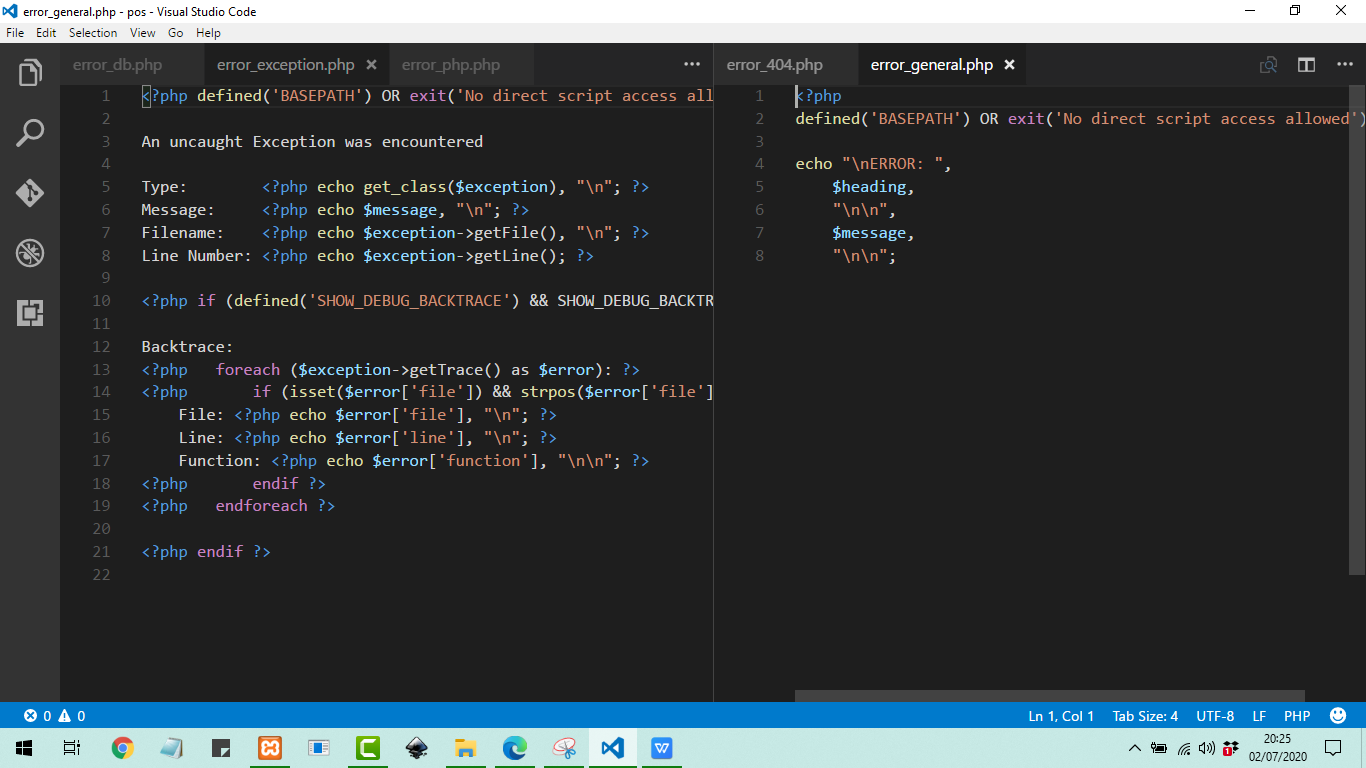 error_general.php - pos - Visual Studio Code
File Edit Selection View Go Help
error_db.php error_exception.php error_php.php
1 <?php defined('BASEPATH') OR exit('No direct script access all
2
3 An uncaught Exception was encountered
4
5 Type:        <?php echo get_class($exception), "\n"; ?>
6 Message:     <?php echo $message, "\n"; ?>
7 Filename:    <?php echo $exception->getFile(), "\n"; ?>
8 Line Number: <?php echo $exception->getLine(); ?>
9
10 <?php if (defined('SHOW_DEBUG_BACKTRACE') && SHOW_DEBUG_BACKTR
11
12 Backtrace:
13 <?php   foreach ($exception->getTrace() as $error): ?>
14 <?php       if (isset($error['file']) && strpos($error['file']
15     File: <?php echo $error['file'], "\n"; ?>
16     Line: <?php echo $error['line'], "\n"; ?>
17     Function: <?php echo $error['function'], "\n\n"; ?>
18 <?php       endif ?>
19 <?php   endforeach ?>
20
21 <?php endif ?>
22
error_404.php error_general.php
1 <?php
2 defined('BASEPATH') OR exit('No direct script access allowed')
3
4 echo "\nERROR: ",
5     $heading,
6     "\n\n",
7     $message,
8     "\n\n";
0 0 Ln 1, Col 1 Tab Size: 4 UTF-8 LF PHP
20:25
02/07/2020